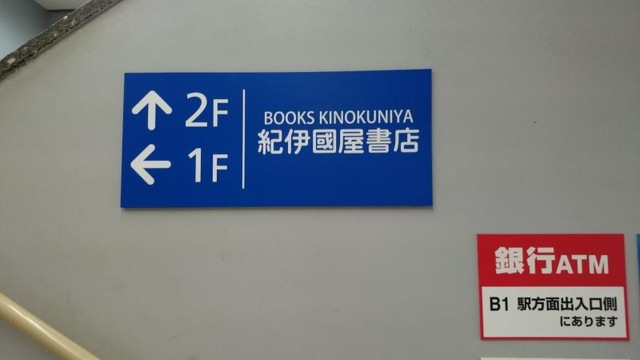 ↑ 2F
← 1F
BOOKS KINOKUNIYA
紀伊國屋書店
銀行ATM
B1 駅方面出入口側
にあります